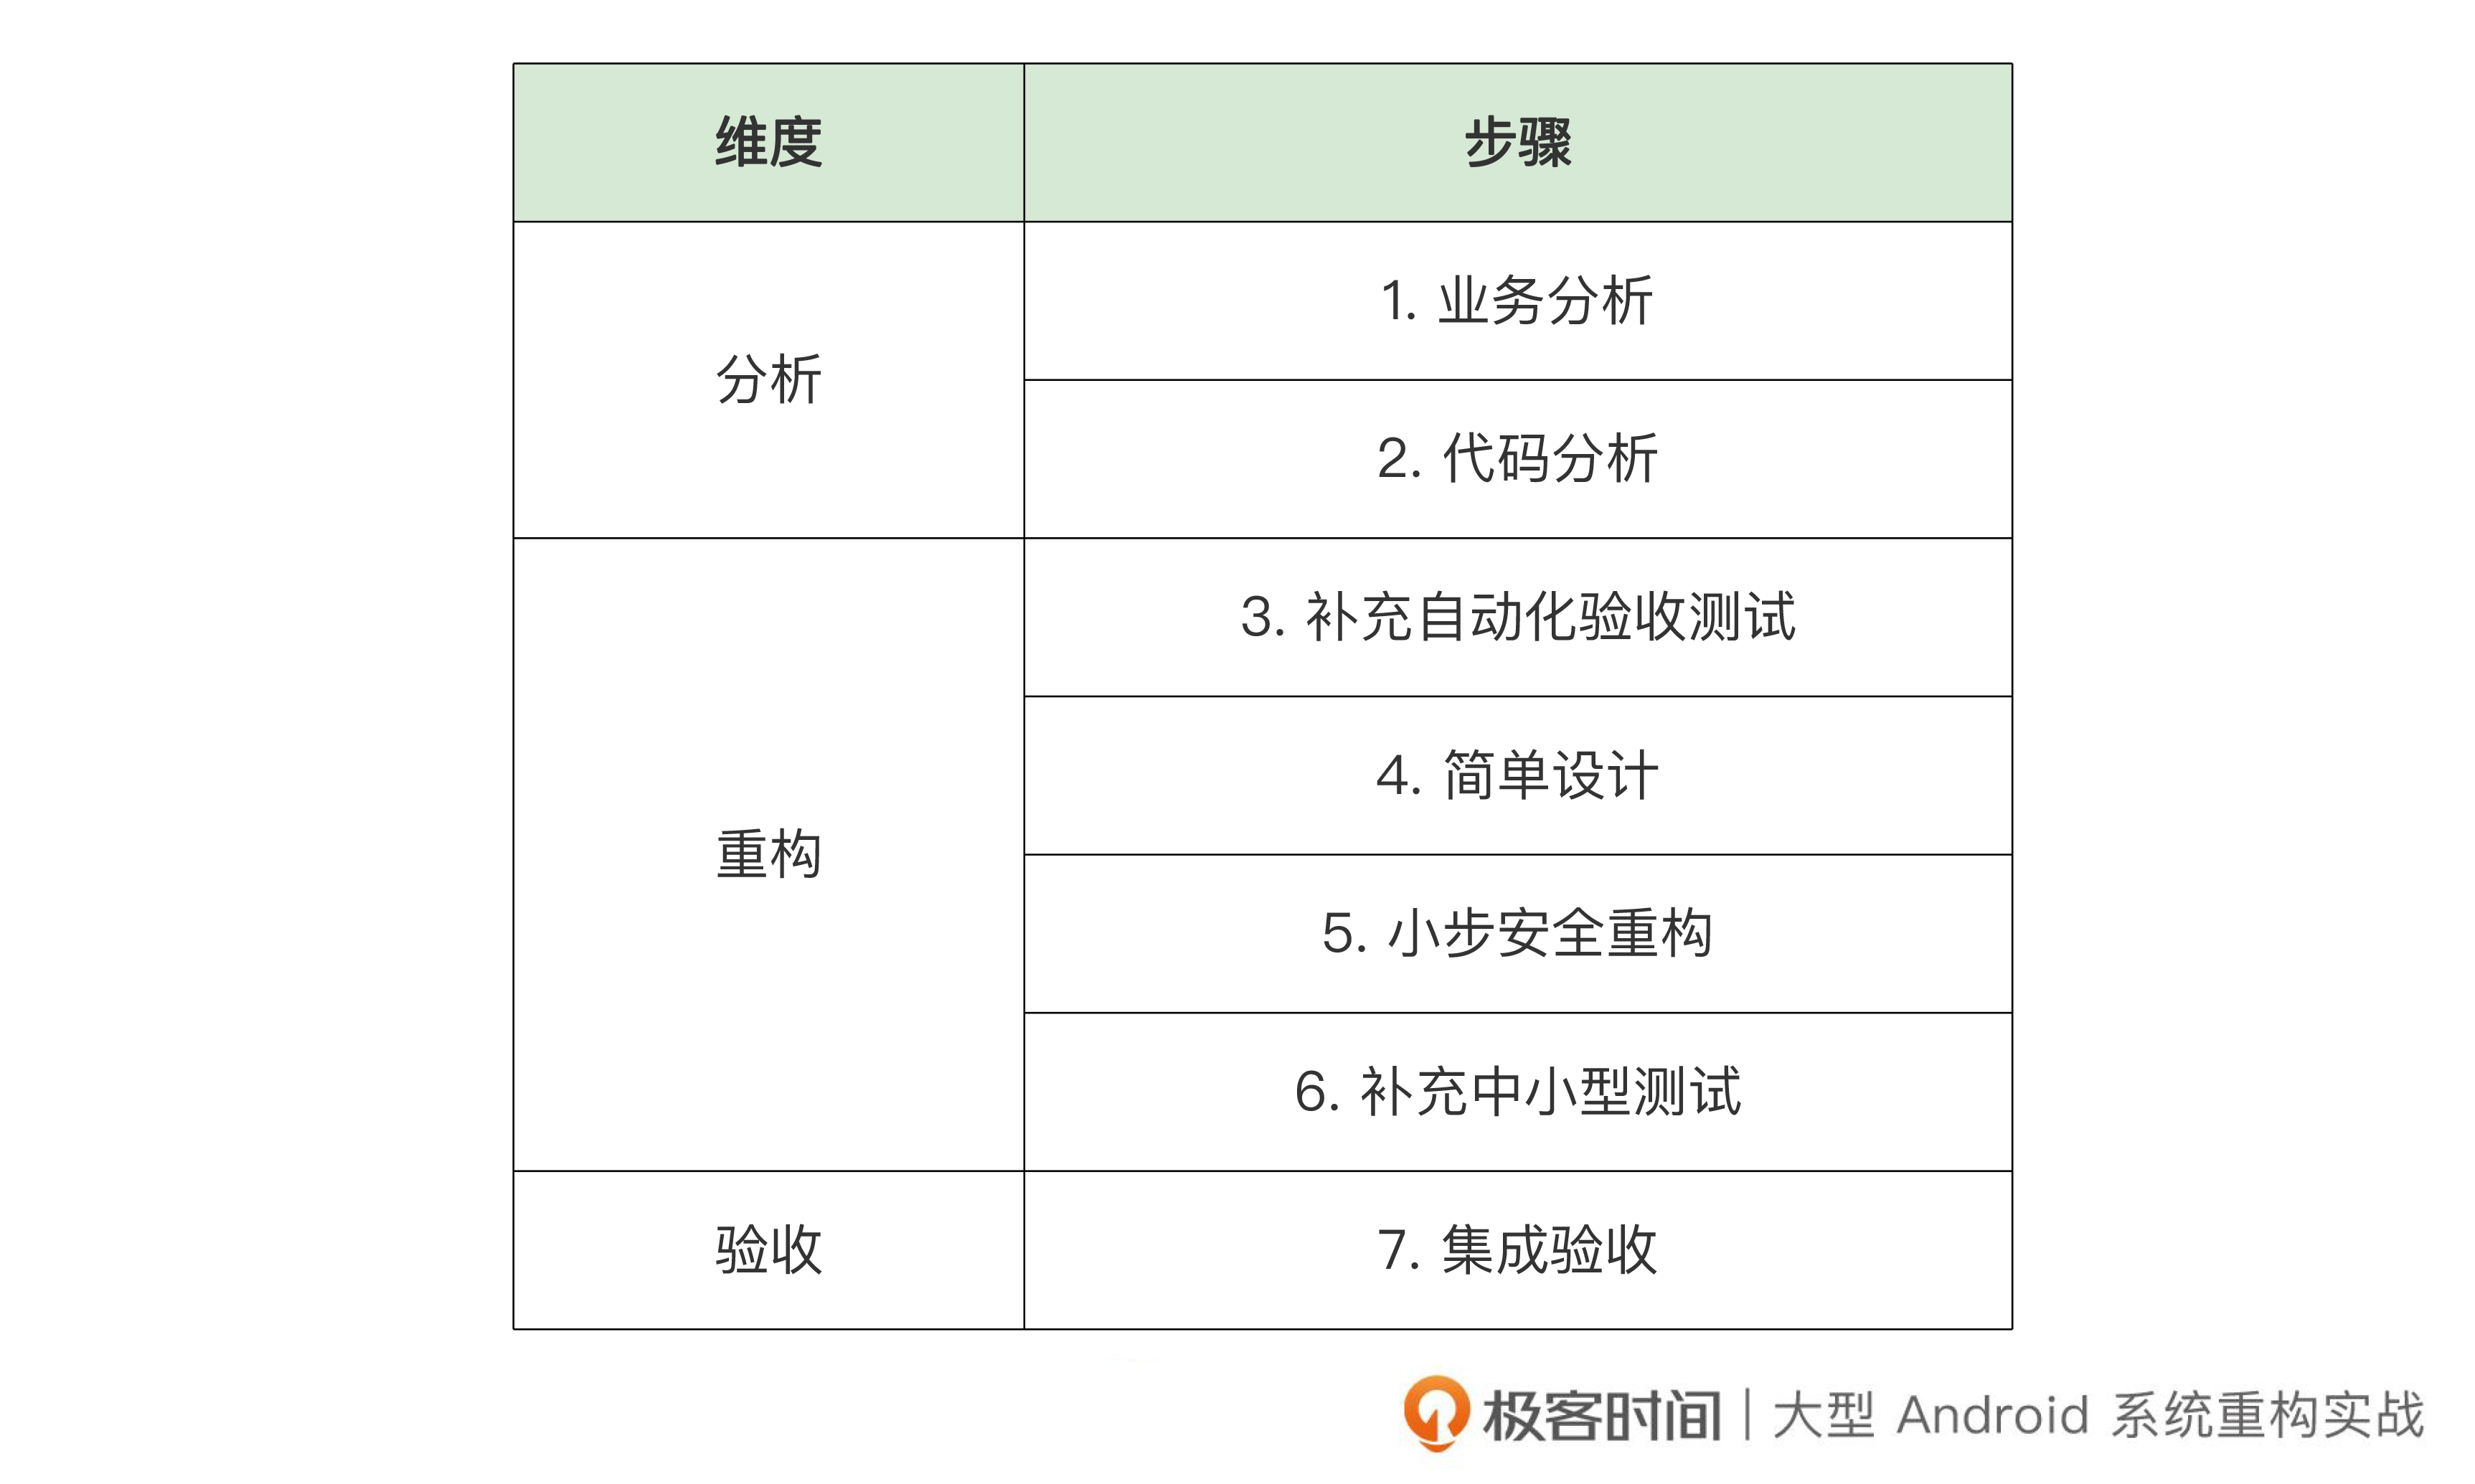 维度
步骤
分析
1. 业务分析
2. 代码分析
重构
3. 补充自动化验收测试
4. 简单设计
5. 小步安全重构
6. 补充中小型测试
验收
7. 集成验收
极客时间 | 大型 Android 系统重构实战